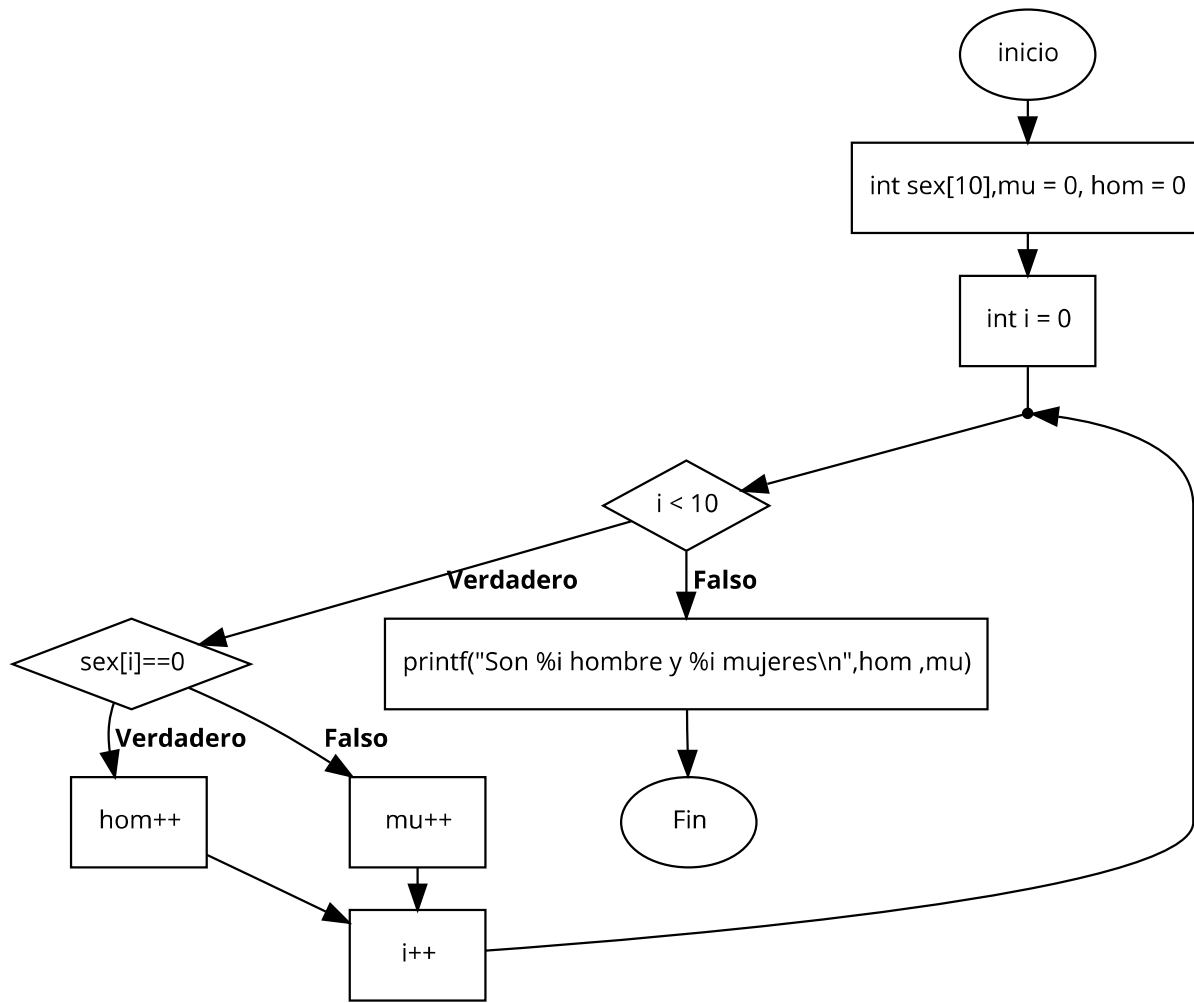 inicio
int sex[10],mu = 0, hom = 0
int i = 0
i < 10
Verdadero
Falso
sex[i]==0
printf("Son %i hombre y %i mujeres\n",hom ,mu)
Verdadero
Falso
hom++
mu++
Fin
i++